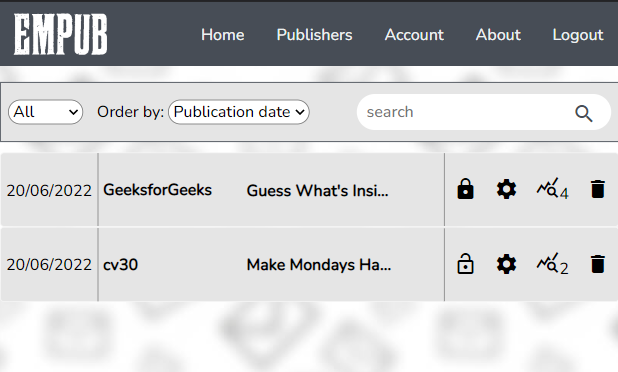 EMPUB Home Publishers Account About Logout
All Order by: Publication date search
20/06/2022 GeeksforGeeks Guess What's Insi... 4
20/06/2022 cv30 Make Mondays Ha... 2